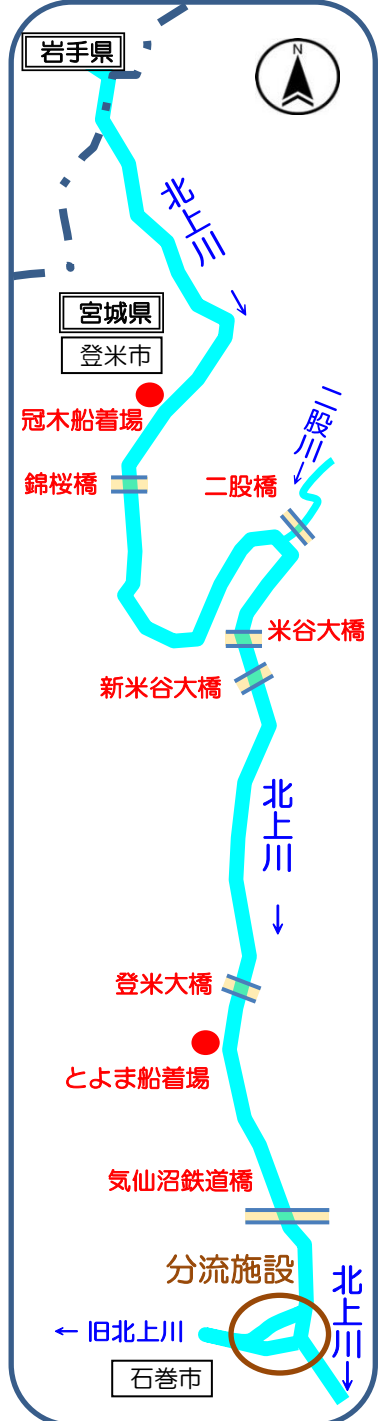 岩手県
N
北上川
↓
宮城県
登米市
冠木船着場
二股川
←
錦桜橋
二股橋
米谷大橋
新米谷大橋
北上川
↓
登米大橋
とよま船着場
気仙沼鉄道橋
分流施設
北上川
↓
← 旧北上川
石巻市